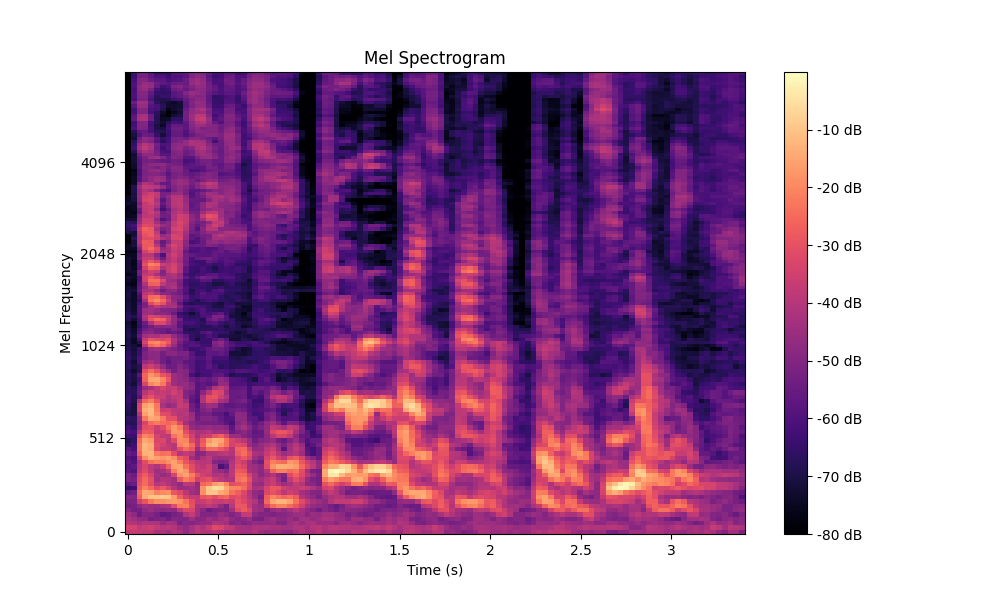 Mel Spectrogram
Mel Frequency
4096
2048
1024
512
0
0
0.5
1
1.5
2
2.5
3
Time (s)
-10 dB
-20 dB
-30 dB
-40 dB
-50 dB
-60 dB
-70 dB
-80 dB